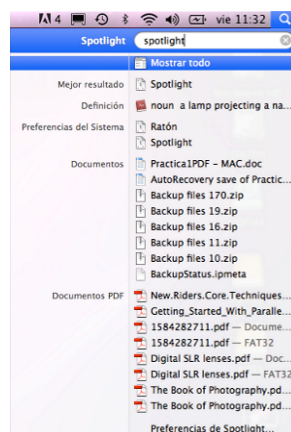 4 vie 11:32
Spotlight spotlight
Mostrar todo
Mejor resultado Spotlight
Definición noun a lamp projecting a na...
Preferencias del Sistema Ratón
Spotlight
Documentos Practica1PDF - MAC.doc
AutoRecovery save of Practic...
Backup files 170.zip
Backup files 19.zip
Backup files 16.zip
Backup files 11.zip
Backup files 10.zip
BackupStatus.ipmeta
Documentos PDF New.Riders.Core.Techniques...
Getting_Started_With_Paralle...
1584282711.pdf — Docume...
1584282711.pdf — FAT32
Digital SLR lenses.pdf — Doc...
Digital SLR lenses.pdf — FAT32
The Book of Photography.pd...
The Book of Photography.pd...
Preferencias de Spotlight...